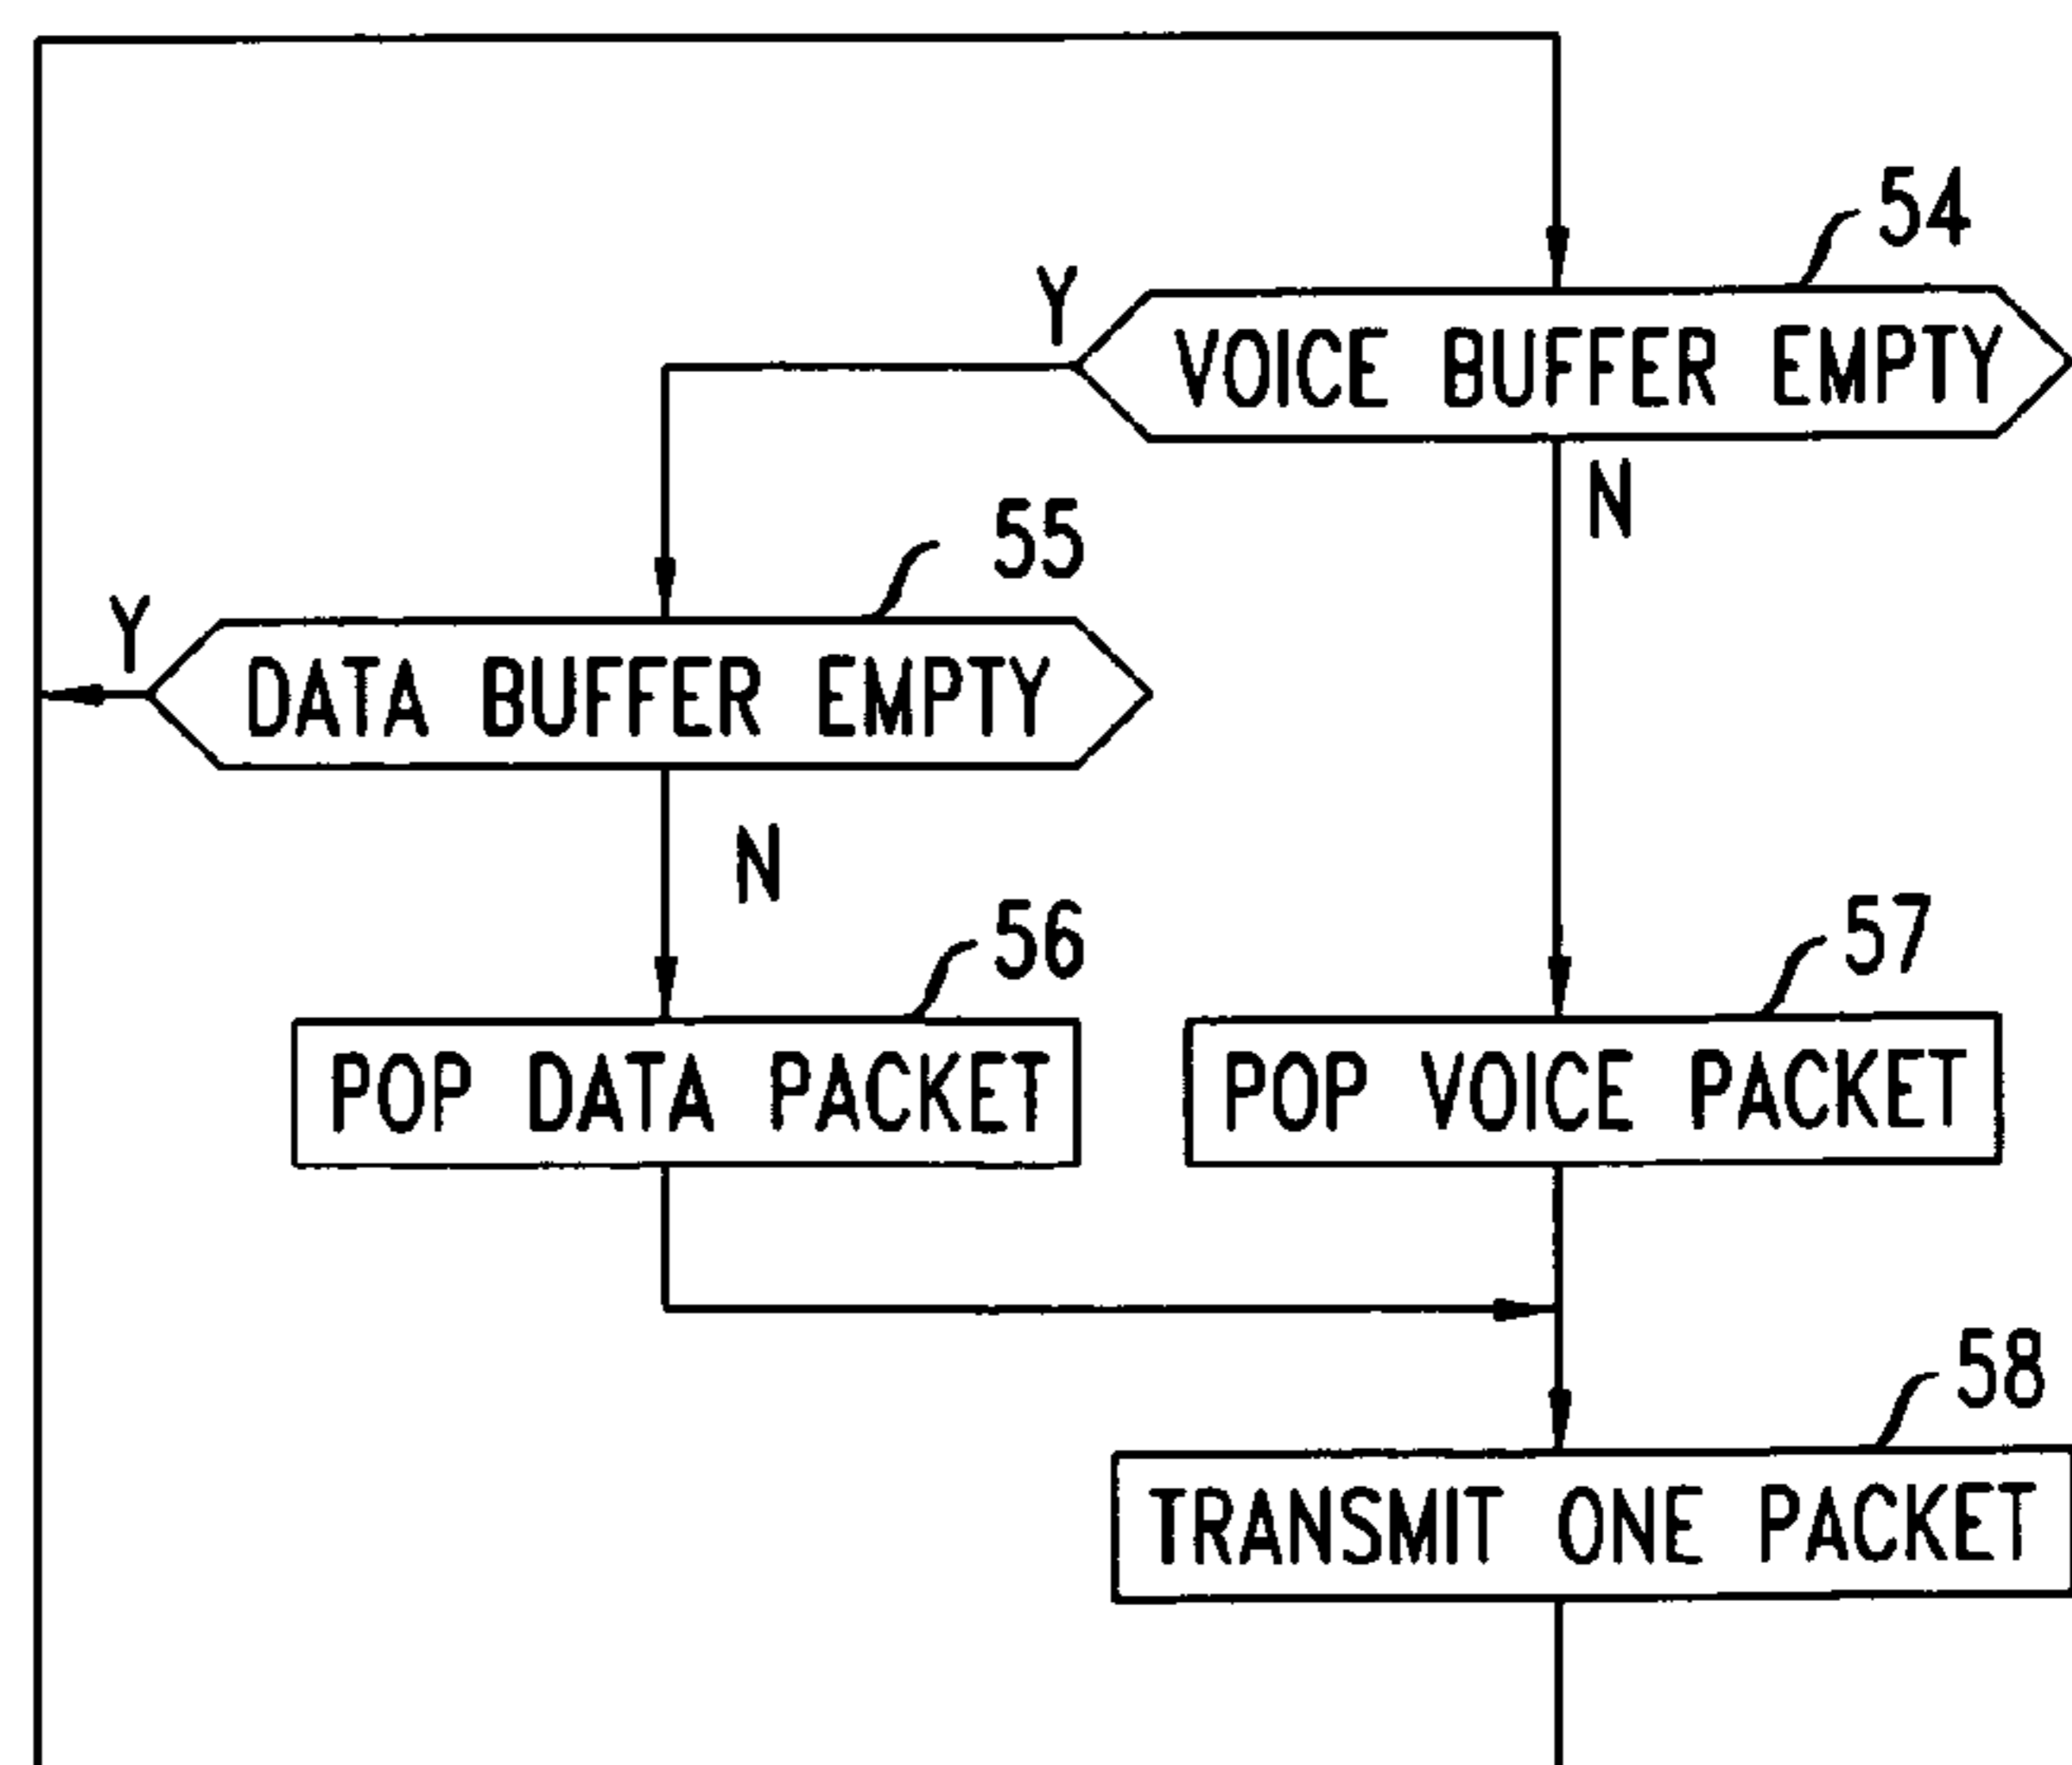 54
Y
VOICE BUFFER EMPTY
N
55
Y
DATA BUFFER EMPTY
N
56
57
POP DATA PACKET
POP VOICE PACKET
58
TRANSMIT ONE PACKET